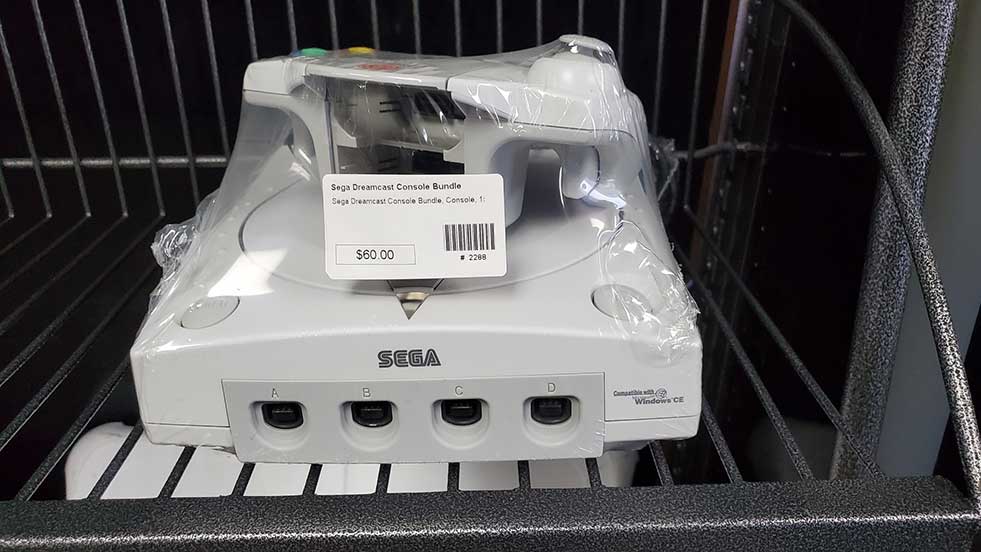 Sega Dreamcast Console Bundle
Sega Dreamcast Console Bundle, Console, 1:
$60.00
# 2288
SEGA
A B C D
Compatible with
Windows CE